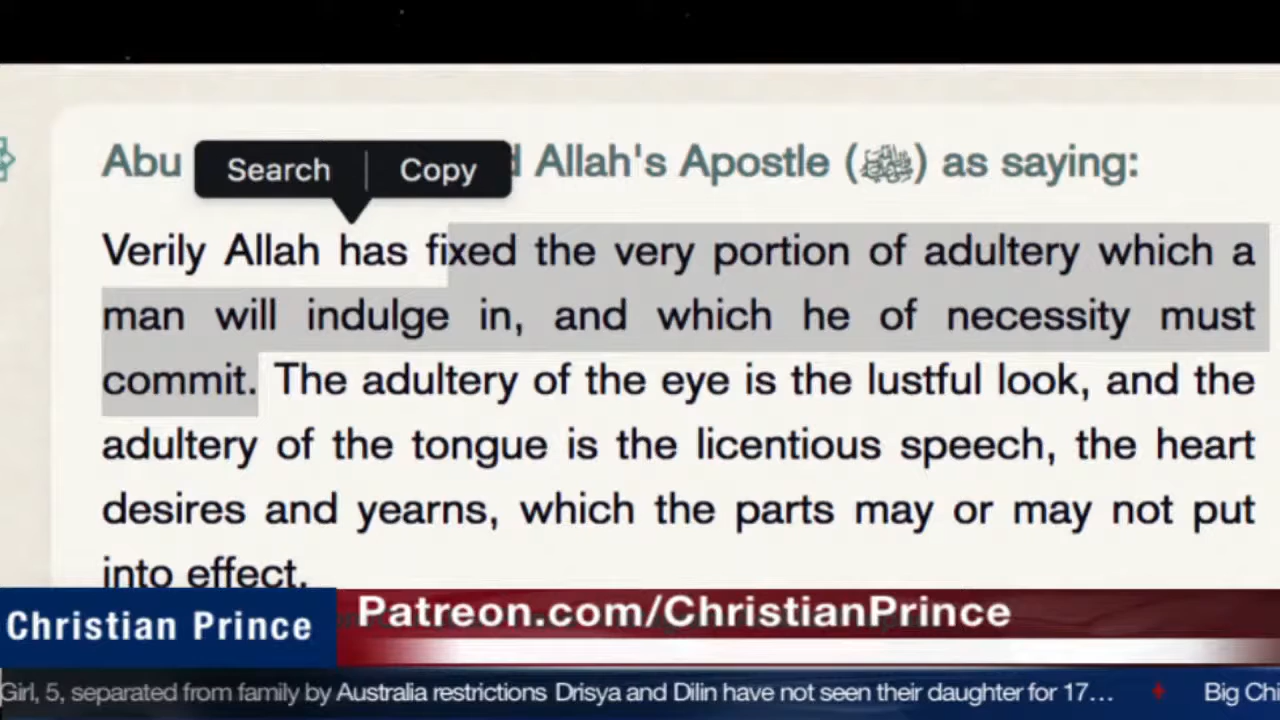 Search Copy
Abu Allah's Apostle (ﷺ) as saying:
Verily Allah has fixed the very portion of adultery which a
man will indulge in, and which he of necessity must
commit. The adultery of the eye is the lustful look, and the
adultery of the tongue is the licentious speech, the heart
desires and yearns, which the parts may or may not put
into effect.
Christian Prince
Patreon.com/ChristianPrince
Girl, 5, separated from family by Australia restrictions Drisya and Dilin have not seen their daughter for 17… Big Chi